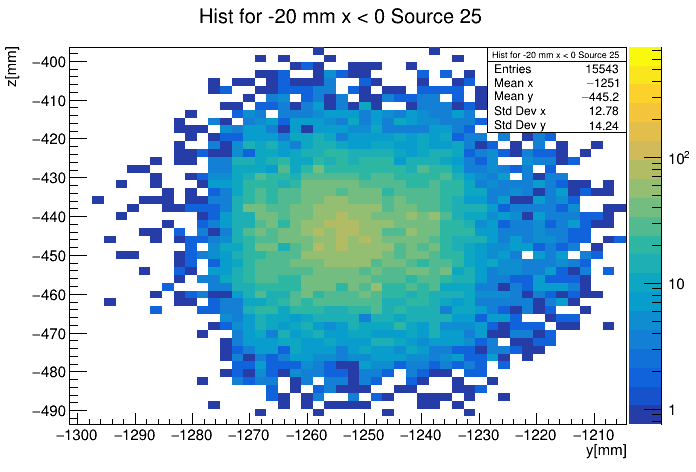 Hist for -20 mm x < 0 Source 25
z[mm]
Hist for -20 mm x < 0 Source 25
Entries 15543
Mean x −1251
Mean y −445.2
Std Dev x 12.78
Std Dev y 14.24
−400
−410
−420
−430
−440
−450
−460
−470
−480
−490
10²
10
1
−1300 −1290 −1280 −1270 −1260 −1250 −1240 −1230 −1220 −1210
y[mm]